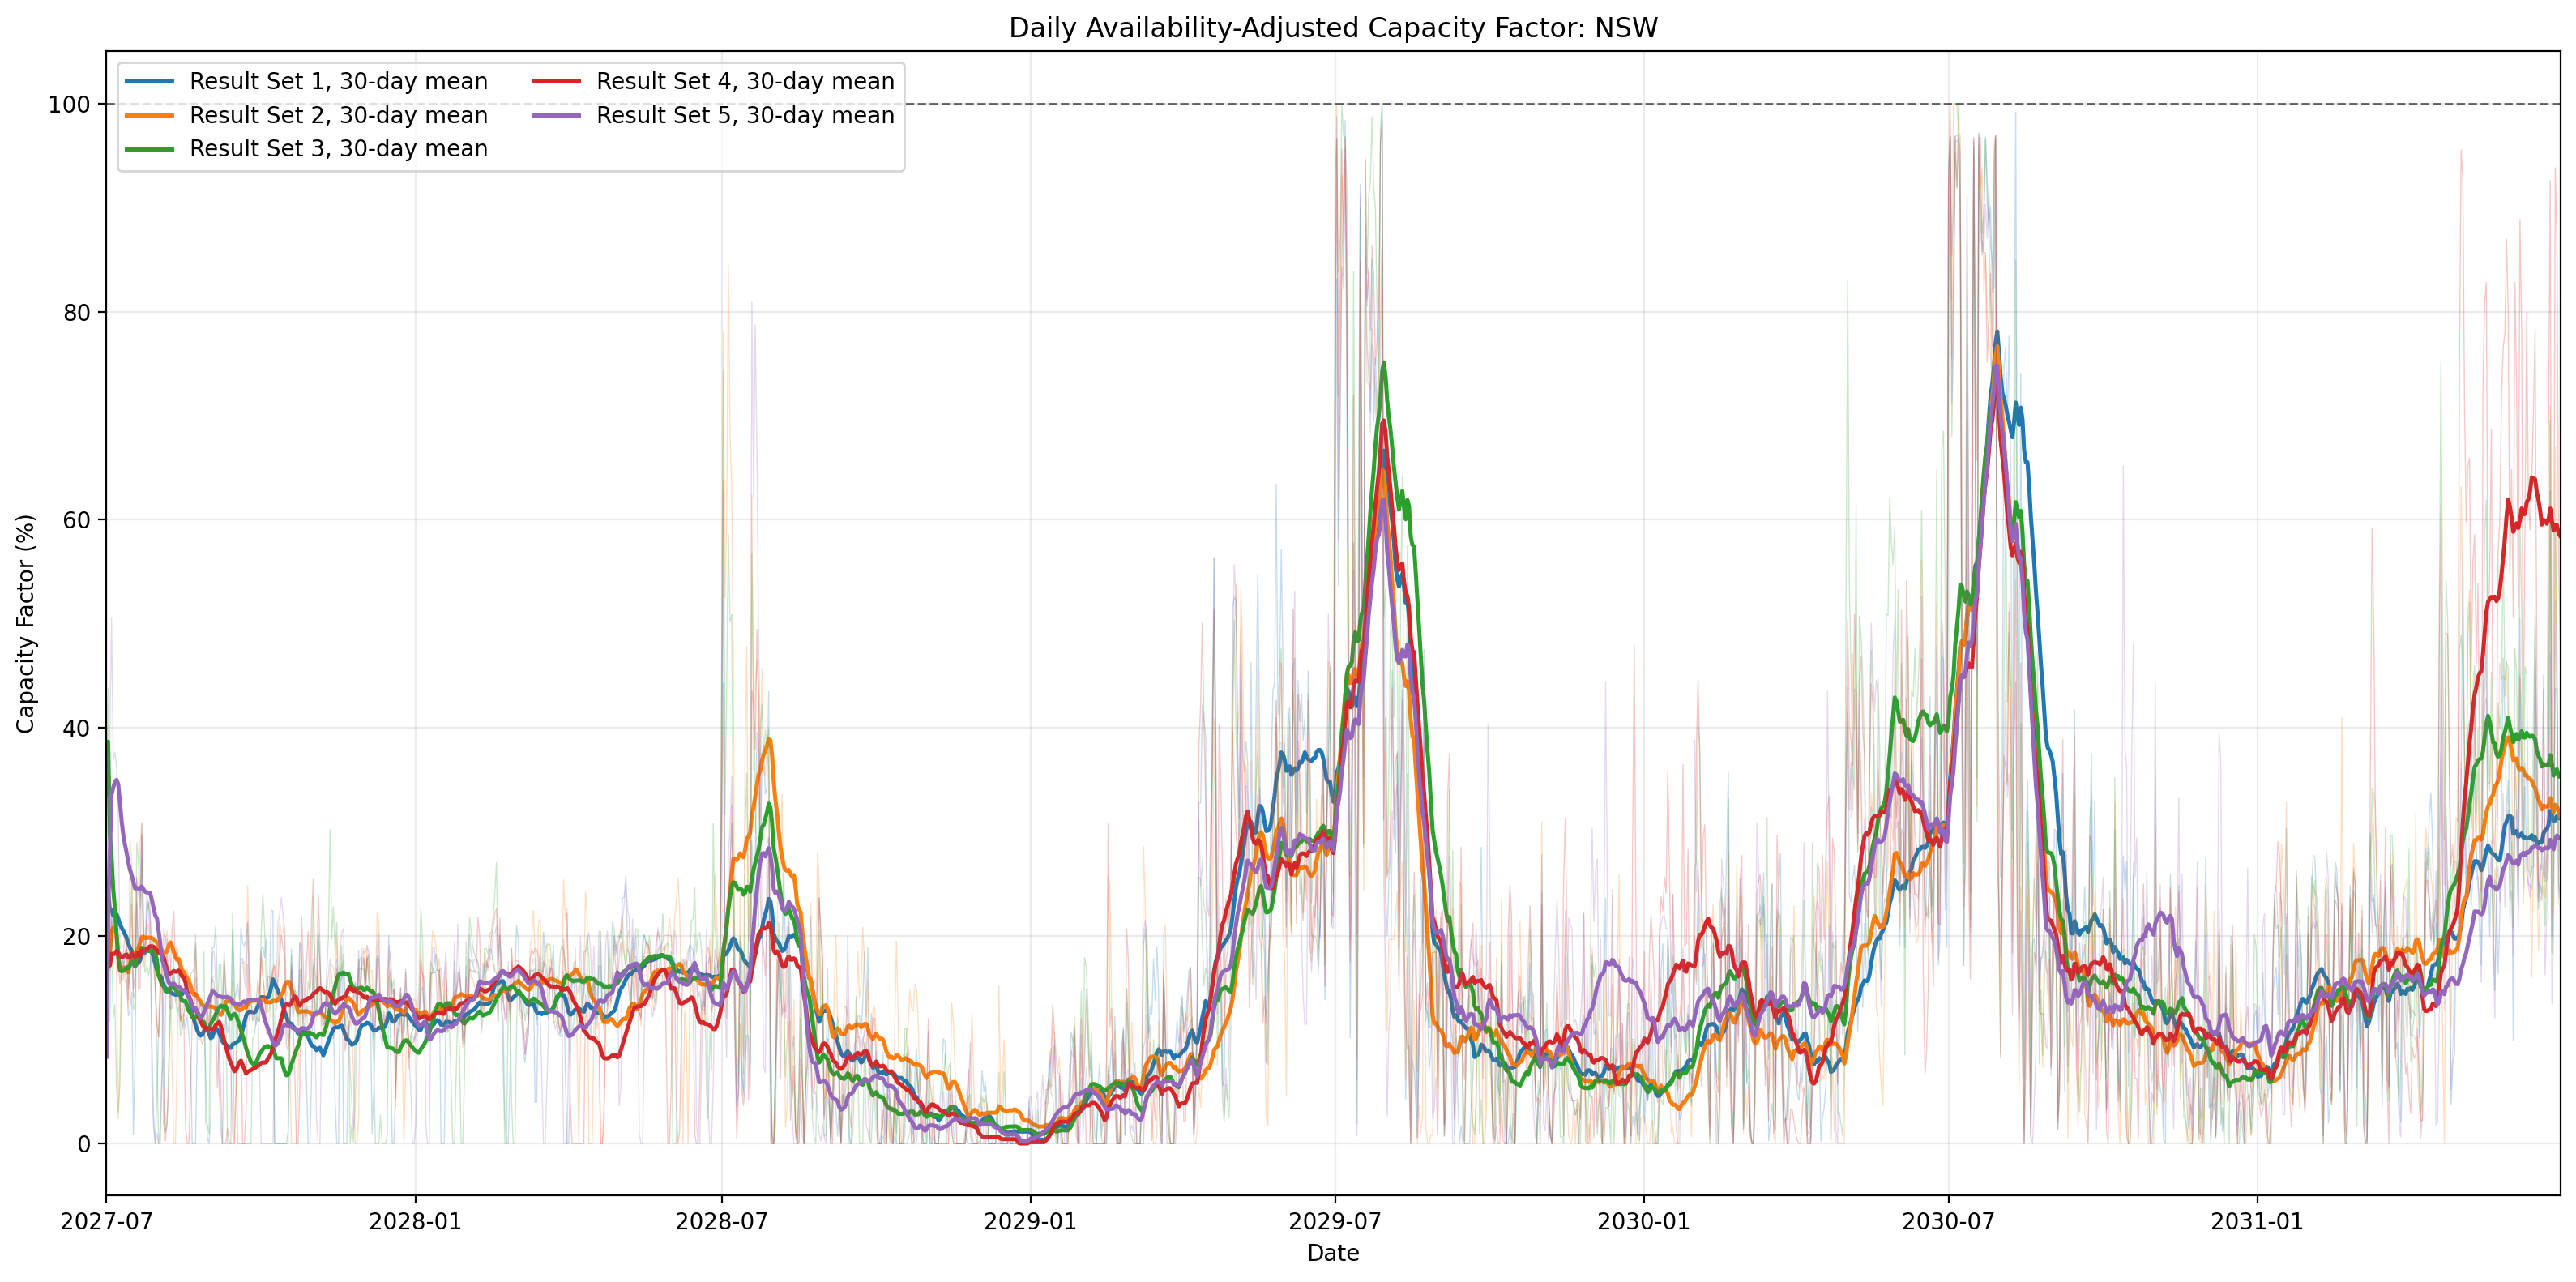 Daily Availability-Adjusted Capacity Factor: NSW
Result Set 1, 30-day mean
Result Set 2, 30-day mean
Result Set 3, 30-day mean
Result Set 4, 30-day mean
Result Set 5, 30-day mean
Capacity Factor (%)
100
80
60
40
20
0
2027-07
2028-01
2028-07
2029-01
2029-07
2030-01
2030-07
2031-01
Date